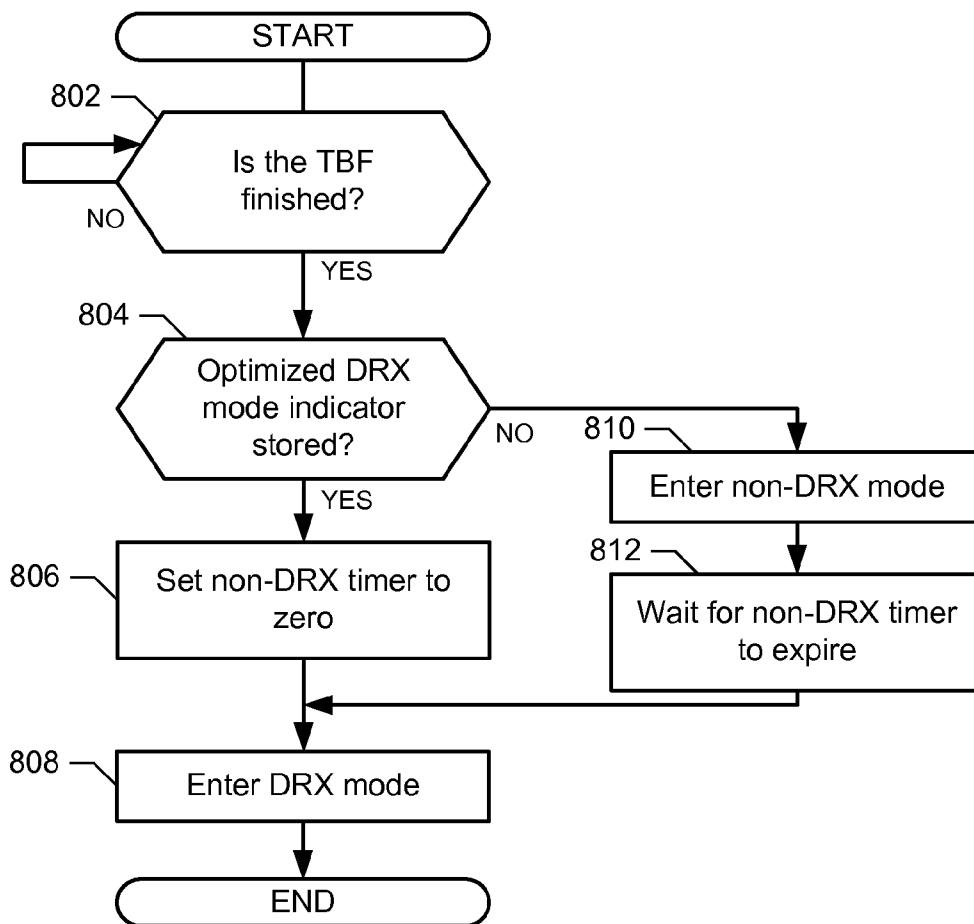 START
802
Is the TBF
finished?
NO
YES
804
Optimized DRX
mode indicator
stored?
NO
YES
810
Enter non-DRX mode
806
Set non-DRX timer to
zero
812
Wait for non-DRX timer
to expire
808
Enter DRX mode
END